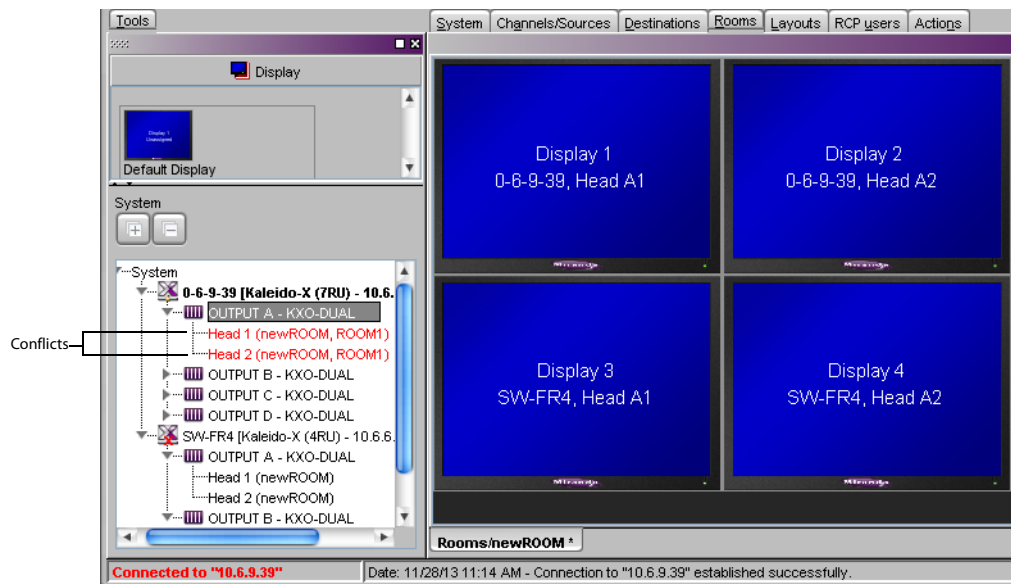 Tools
System
Channels/Sources
Destinations
Rooms
Layouts
RCP users
Actions
Display
Default Display
System
System
0-6-9-39 [Kaleido-X (7RU) - 10.6.
OUTPUT A - KXO-DUAL
Conflicts
Head 1 (newROOM, ROOM1)
Head 2 (newROOM, ROOM1)
OUTPUT B - KXO-DUAL
OUTPUT C - KXO-DUAL
OUTPUT D - KXO-DUAL
SW-FR4 [Kaleido-X (4RU) - 10.6.6.
OUTPUT A - KXO-DUAL
Head 1 (newROOM)
Head 2 (newROOM)
OUTPUT B - KXO-DUAL
Display 1
0-6-9-39, Head A1
Display 2
0-6-9-39, Head A2
Display 3
SW-FR4, Head A1
Display 4
SW-FR4, Head A2
Rooms/newROOM *
Connected to "10.6.9.39"
Date: 11/28/13 11:14 AM - Connection to "10.6.9.39" established successfully.